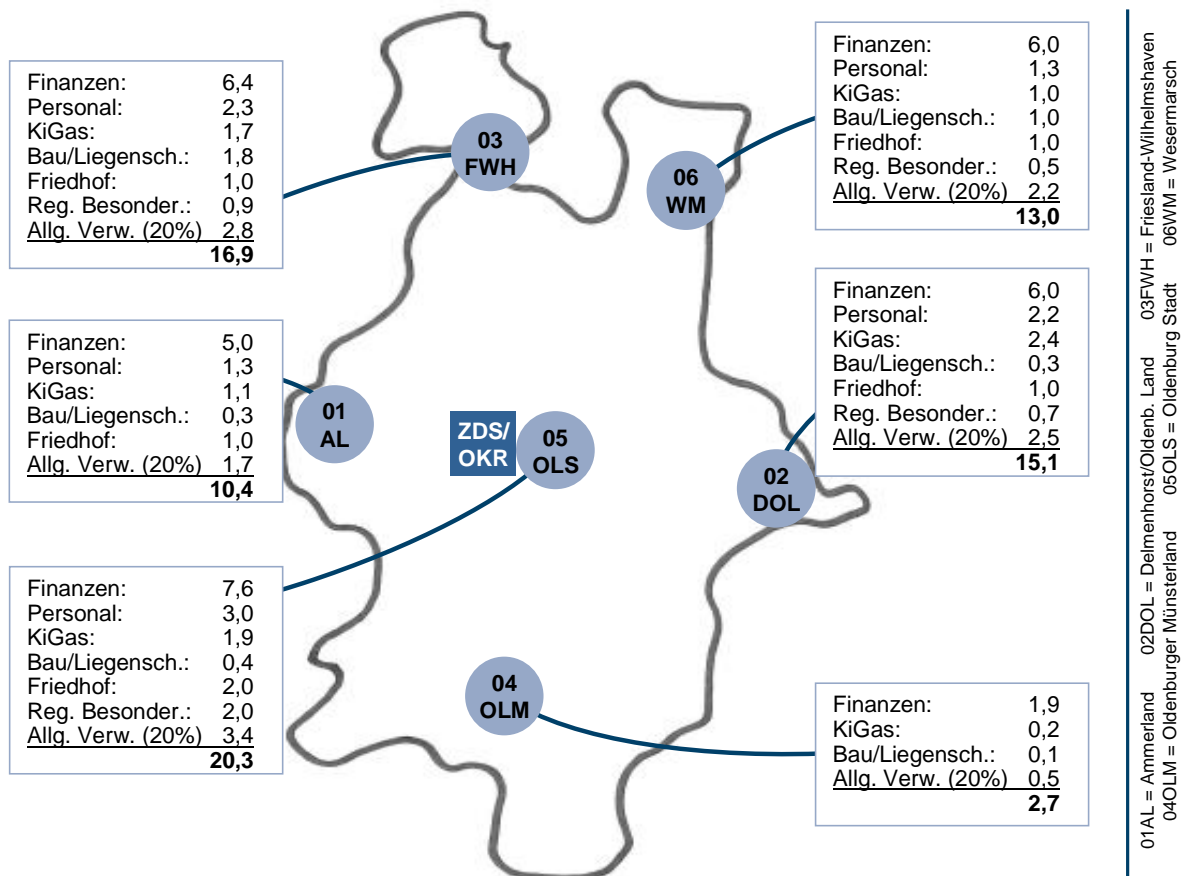 Finanzen: 6,4
Personal: 2,3
KiGas: 1,7
Bau/Liegensch.: 1,8
Friedhof: 1,0
Reg. Besonder.: 0,9
Allg. Verw. (20%) 2,8
16,9
03
FWH
06
WM
Finanzen: 6,0
Personal: 1,3
KiGas: 1,0
Bau/Liegensch.: 1,0
Friedhof: 1,0
Reg. Besonder.: 0,5
Allg. Verw. (20%) 2,2
13,0
Finanzen: 5,0
Personal: 1,3
KiGas: 1,1
Bau/Liegensch.: 0,3
Friedhof: 1,0
Allg. Verw. (20%) 1,7
10,4
01
AL
ZDS/
OKR
05
OLS
02
DOL
Finanzen: 6,0
Personal: 2,2
KiGas: 2,4
Bau/Liegensch.: 0,3
Friedhof: 1,0
Reg. Besonder.: 0,7
Allg. Verw. (20%) 2,5
15,1
Finanzen: 7,6
Personal: 3,0
KiGas: 1,9
Bau/Liegensch.: 0,4
Friedhof: 2,0
Reg. Besonder.: 2,0
Allg. Verw. (20%) 3,4
20,3
04
OLM
Finanzen: 1,9
KiGas: 0,2
Bau/Liegensch.: 0,1
Allg. Verw. (20%) 0,5
2,7
01AL = Ammerland 02DOL = Delmenhorst/Oldenb. Land 03FWH = Friesland-Wilhelmshaven
04OLM = Oldenburger Münsterland 05OLS = Oldenburg Stadt 06WM = Wesermarsch